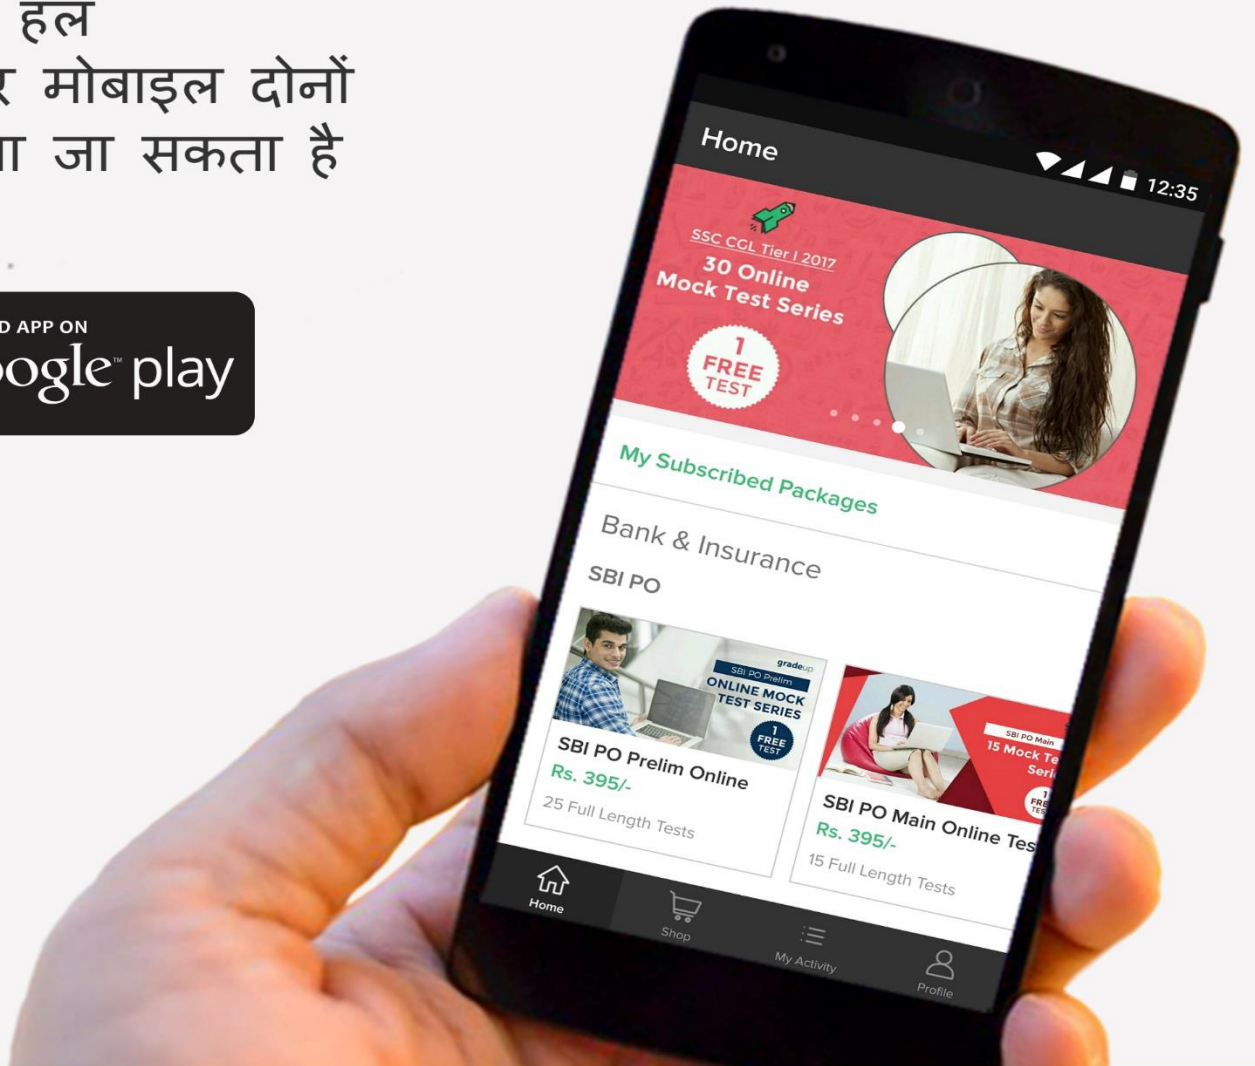 हल
मोबाइल दोनों
जा सकता है
APP ON
play
Home
12:35
SSC CGL Tier I 2017
30 Online
Mock Test Series
1
FREE
TEST
My Subscribed Packages
Bank & Insurance
SBI PO
gradeup
SBI PO Prelim
ONLINE MOCK
TEST SERIES
1
FREE
TEST
SBI PO Prelim Online
Rs. 395/-
25 Full Length Tests
SBI PO Main
15 Mock Te
Seri
1
FRE
TES
SBI PO Main Online Tes
Rs. 395/-
15 Full Length Tests
Home
Shop
My Activity
Profile